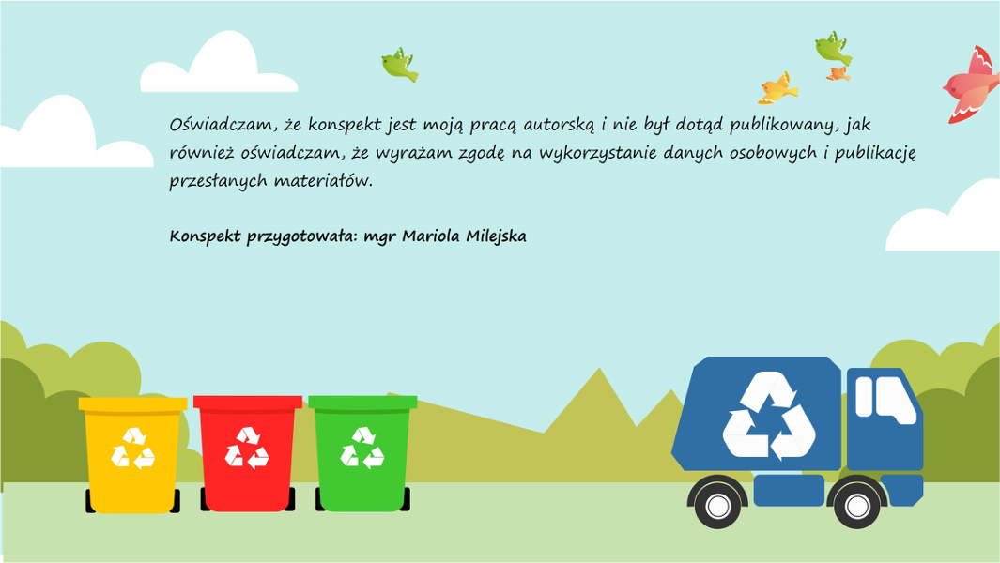 Oświadczam, że konspekt jest moją pracą autorską i nie był dotąd publikowany, jak
również oświadczam, że wyrażam zgodę na wykorzystanie danych osobowych i publikację
przesłanych materiałów.
Konspekt przygotowała: mgr Mariola Milejska